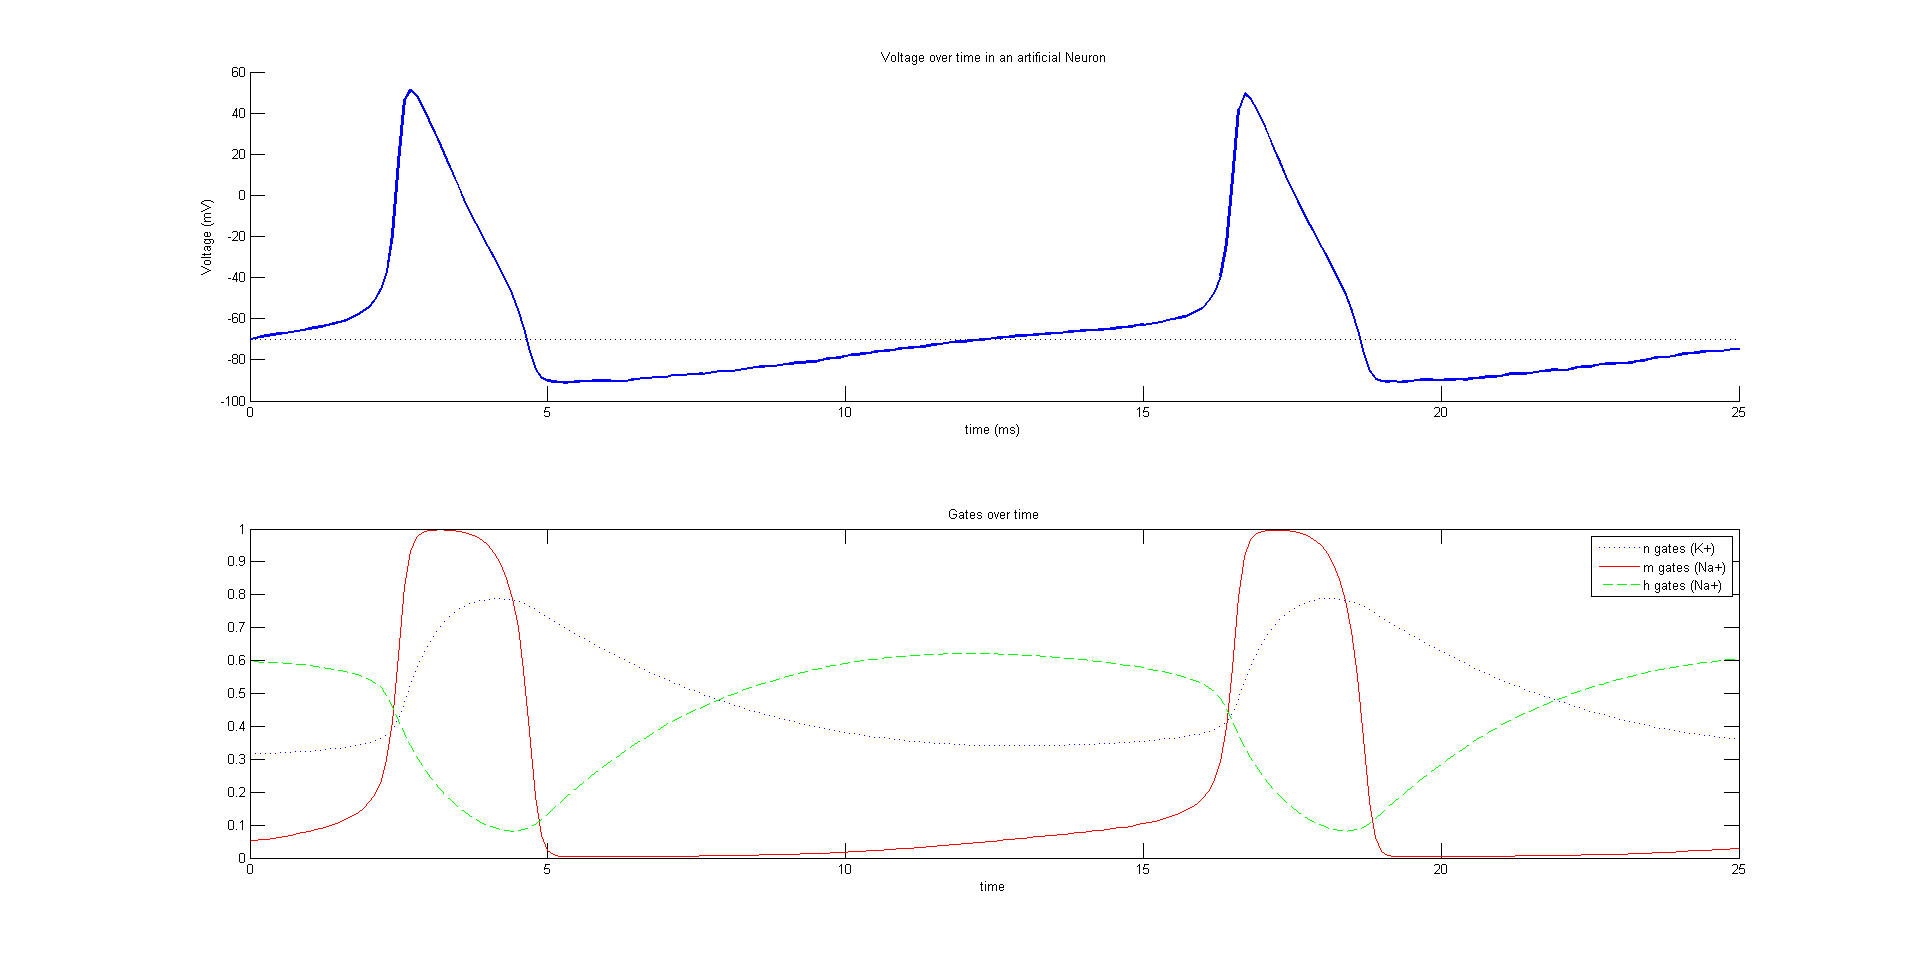 Voltage over time in an artificial Neuron
60
40
20
0
-20
-40
-60
-80
-100
Voltage (mV)
0 5 10 15 20 25
time (ms)
Gates over time
1
0.9
0.8
0.7
0.6
0.5
0.4
0.3
0.2
0.1
0
n gates (K+)
m gates (Na+)
h gates (Na+)
0 5 10 15 20 25
time